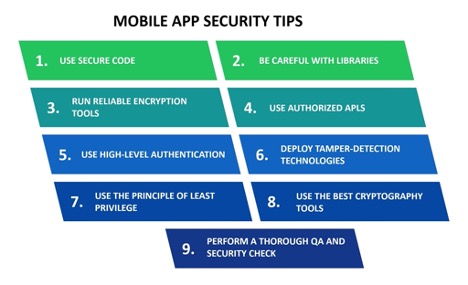 MOBILE APP SECURITY TIPS
1. USE SECURE CODE
2. BE CAREFUL WITH LIBRARIES
3. RUN RELIABLE ENCRYPTION
TOOLS
4. USE AUTHORIZED APLS
5. USE HIGH-LEVEL AUTHENTICATION
6. DEPLOY TAMPER-DETECTION
TECHNOLOGIES
7. USE THE PRINCIPLE OF LEAST
PRIVILEGE
8. USE THE BEST CRYPTOGRAPHY
TOOLS
9. PERFORM A THOROUGH QA AND
SECURITY CHECK